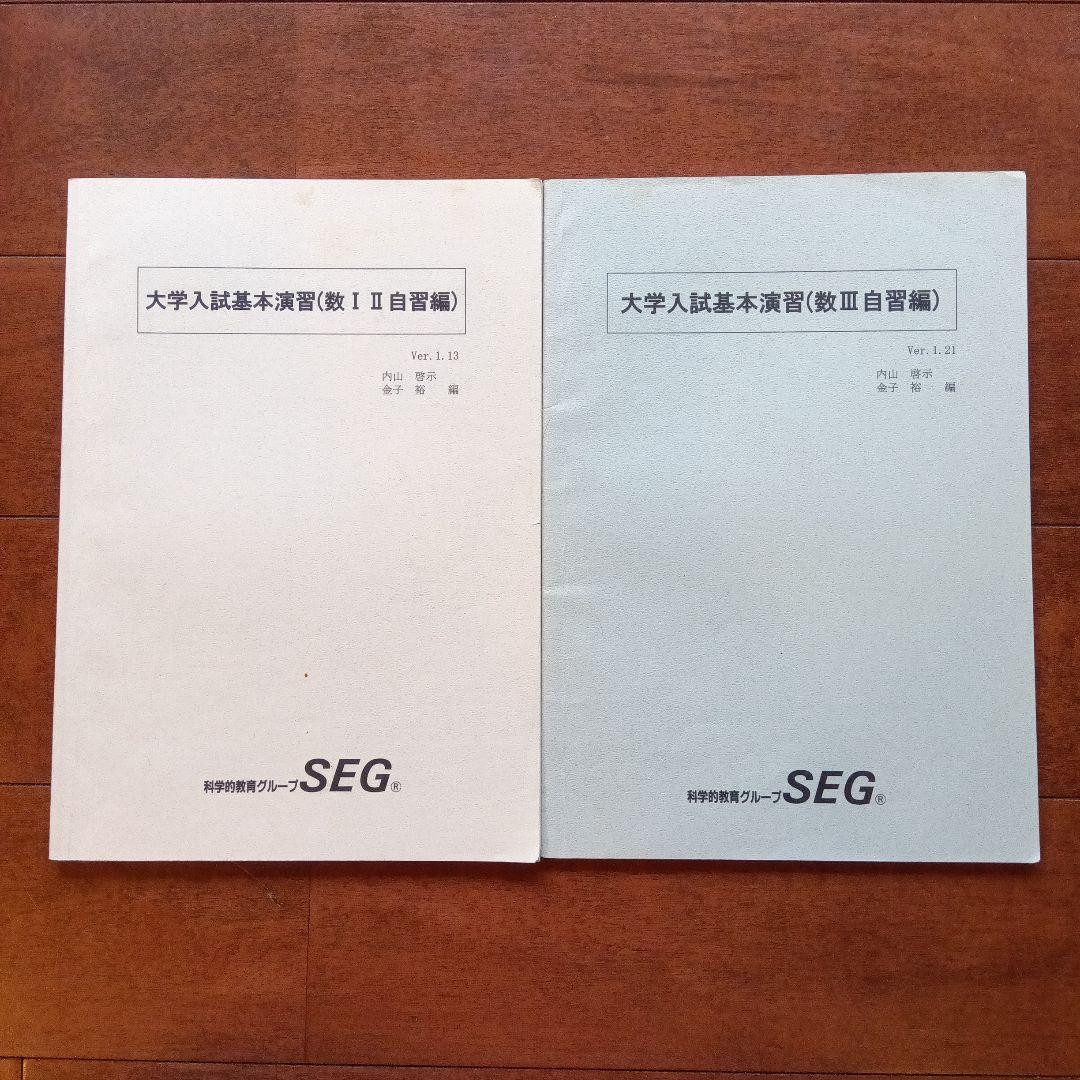 大学入試基本演習(数ⅠⅡ自習編)
Ver.1.13
内山 啓示
金子 裕 編
科学的教育グループSEG®
大学入試基本演習(数Ⅲ自習編)
Ver.1.21
内山 啓示
金子 裕 編
科学的教育グループSEG®